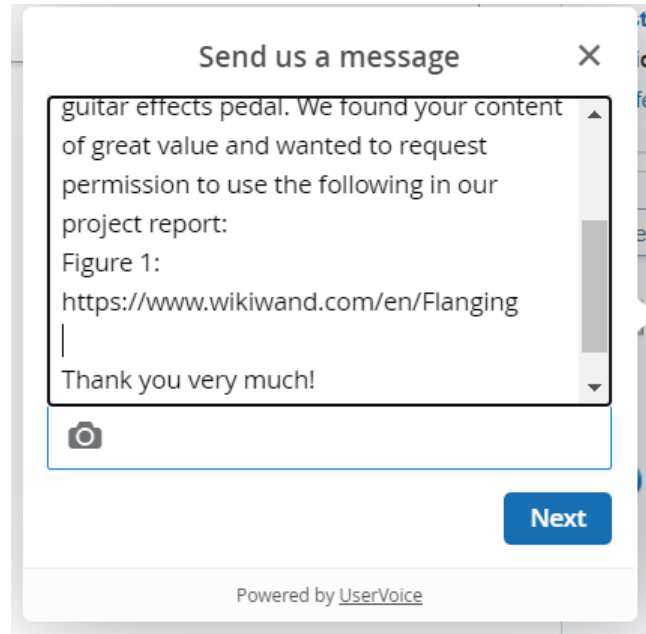 Send us a message
guitar effects pedal. We found your content
of great value and wanted to request
permission to use the following in our
project report:
Figure 1:
https://www.wikiwand.com/en/Flanging
Thank you very much!
Next
Powered by UserVoice